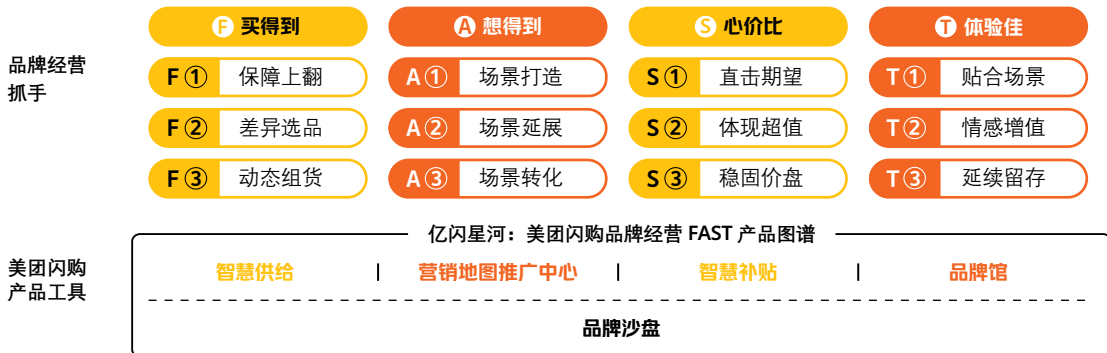 F 买得到
A 想得到
S 心价比
T 体验佳
品牌经营
抓手
F① 保障上翻
A① 场景打造
S① 直击期望
T① 贴合场景
F② 差异选品
A② 场景延展
S② 体现超值
T② 情感增值
F③ 动态组货
A③ 场景转化
S③ 稳固价盘
T③ 延续留存
亿闪星河：美团闪购品牌经营 FAST 产品图谱
美团闪购
产品工具
智慧供给 | 营销地图推广中心 | 智慧补贴 | 品牌馆
品牌沙盘